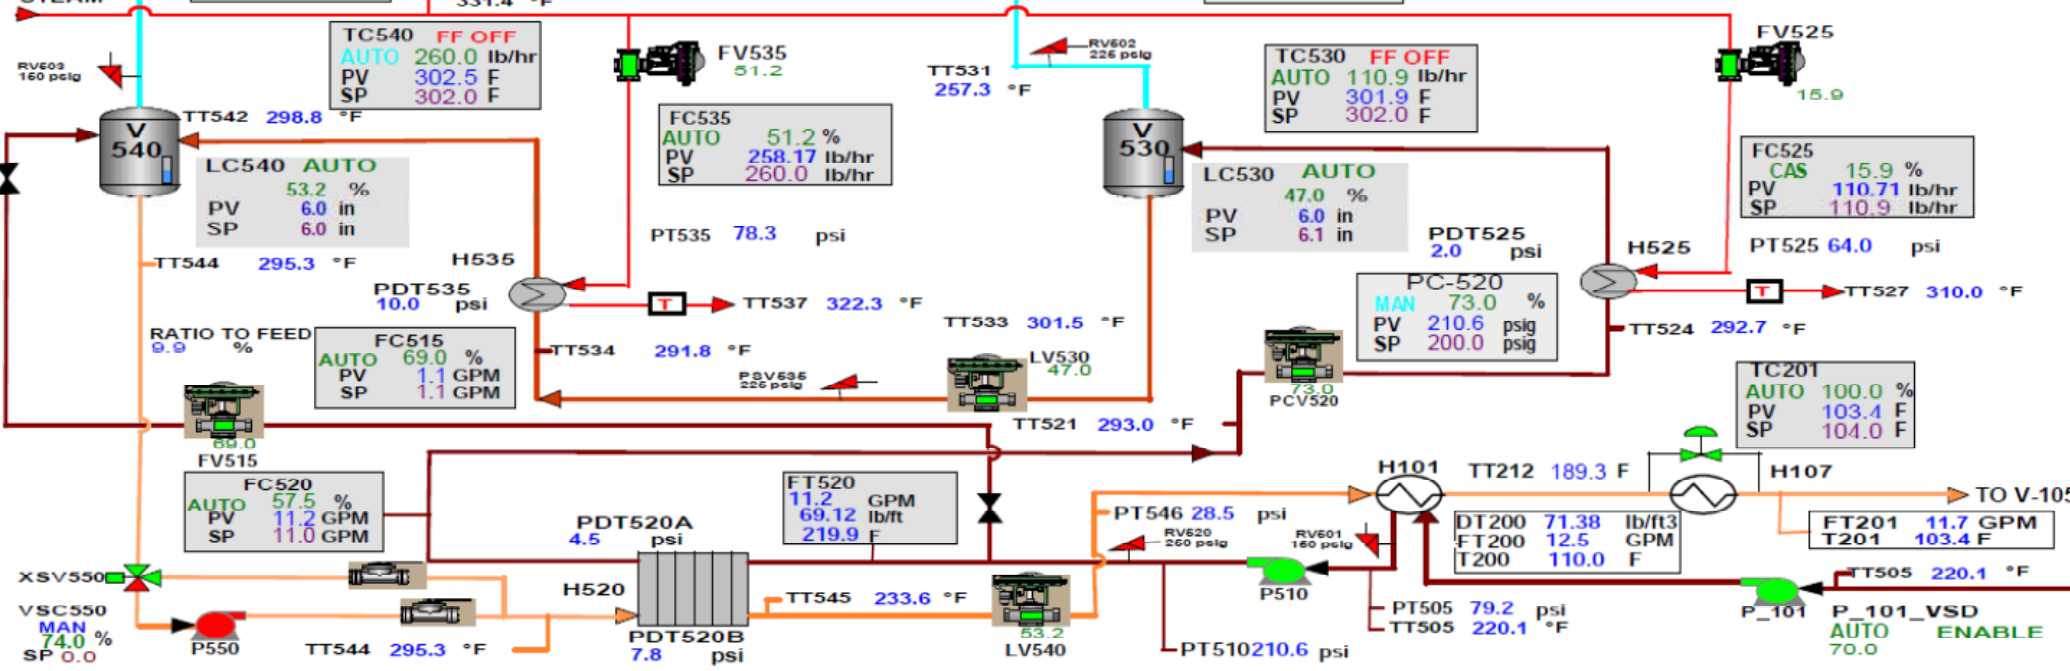 STEAM
331.4 °F
TC540 FF OFF
AUTO 260.0 lb/hr
PV 302.5 F
SP 302.0 F
RV503
150 psig
FV535
51.2
TT531
257.3 °F
RV502
225 psig
TC530 FF OFF
AUTO 110.9 lb/hr
PV 301.9 F
SP 302.0 F
FV525
15.9
V
540
TT542 298.8 °F
LC540 AUTO
53.2 %
PV 6.0 in
SP 6.0 in
FC535
AUTO 51.2 %
PV 258.17 lb/hr
SP 260.0 lb/hr
V
530
LC530 AUTO
47.0 %
PV 6.0 in
SP 6.1 in
FC525
CAS 15.9 %
PV 110.71 lb/hr
SP 110.9 lb/hr
PT535 78.3 psi
PDT525
2.0 psi
H525
PT525 64.0 psi
TT544 295.3 °F
H535
PDT535
10.0 psi
T
TT537 322.3 °F
PC-520
MAN 73.0 %
PV 210.6 psig
SP 200.0 psig
T
TT527 310.0 °F
TT524 292.7 °F
RATIO TO FEED
9.9 %
FC515
AUTO 69.0 %
PV 1.1 GPM
SP 1.1 GPM
TT534 291.8 °F
TT533 301.5 °F
LV530
47.0
PSV535
225 psig
73.0
PCV520
TC201
AUTO 100.0 %
PV 103.4 F
SP 104.0 F
TT521 293.0 °F
69.0
FV515
FC520
AUTO 57.5 %
PV 11.2 GPM
SP 11.0 GPM
FT520
11.2 GPM
69.12 lb/ft
219.9 F
H101
TT212 189.3 F
H107
TO V-105
PDT520A
4.5 psi
PT546 28.5 psi
RV520
250 psig
RV501
150 psig
DT200 71.38 lb/ft3
FT200 12.5 GPM
T200 110.0 F
FT201 11.7 GPM
T201 103.4 F
XSV550
VSC550
MAN
74.0 %
SP 0.0
P550
H520
TT545 233.6 °F
P510
TT505 220.1 °F
P_101
P_101_VSD
AUTO ENABLE
70.0
PT505 79.2 psi
TT505 220.1 °F
TT544 295.3 °F
PDT520B
7.8 psi
53.2
LV540
PT510 210.6 psi